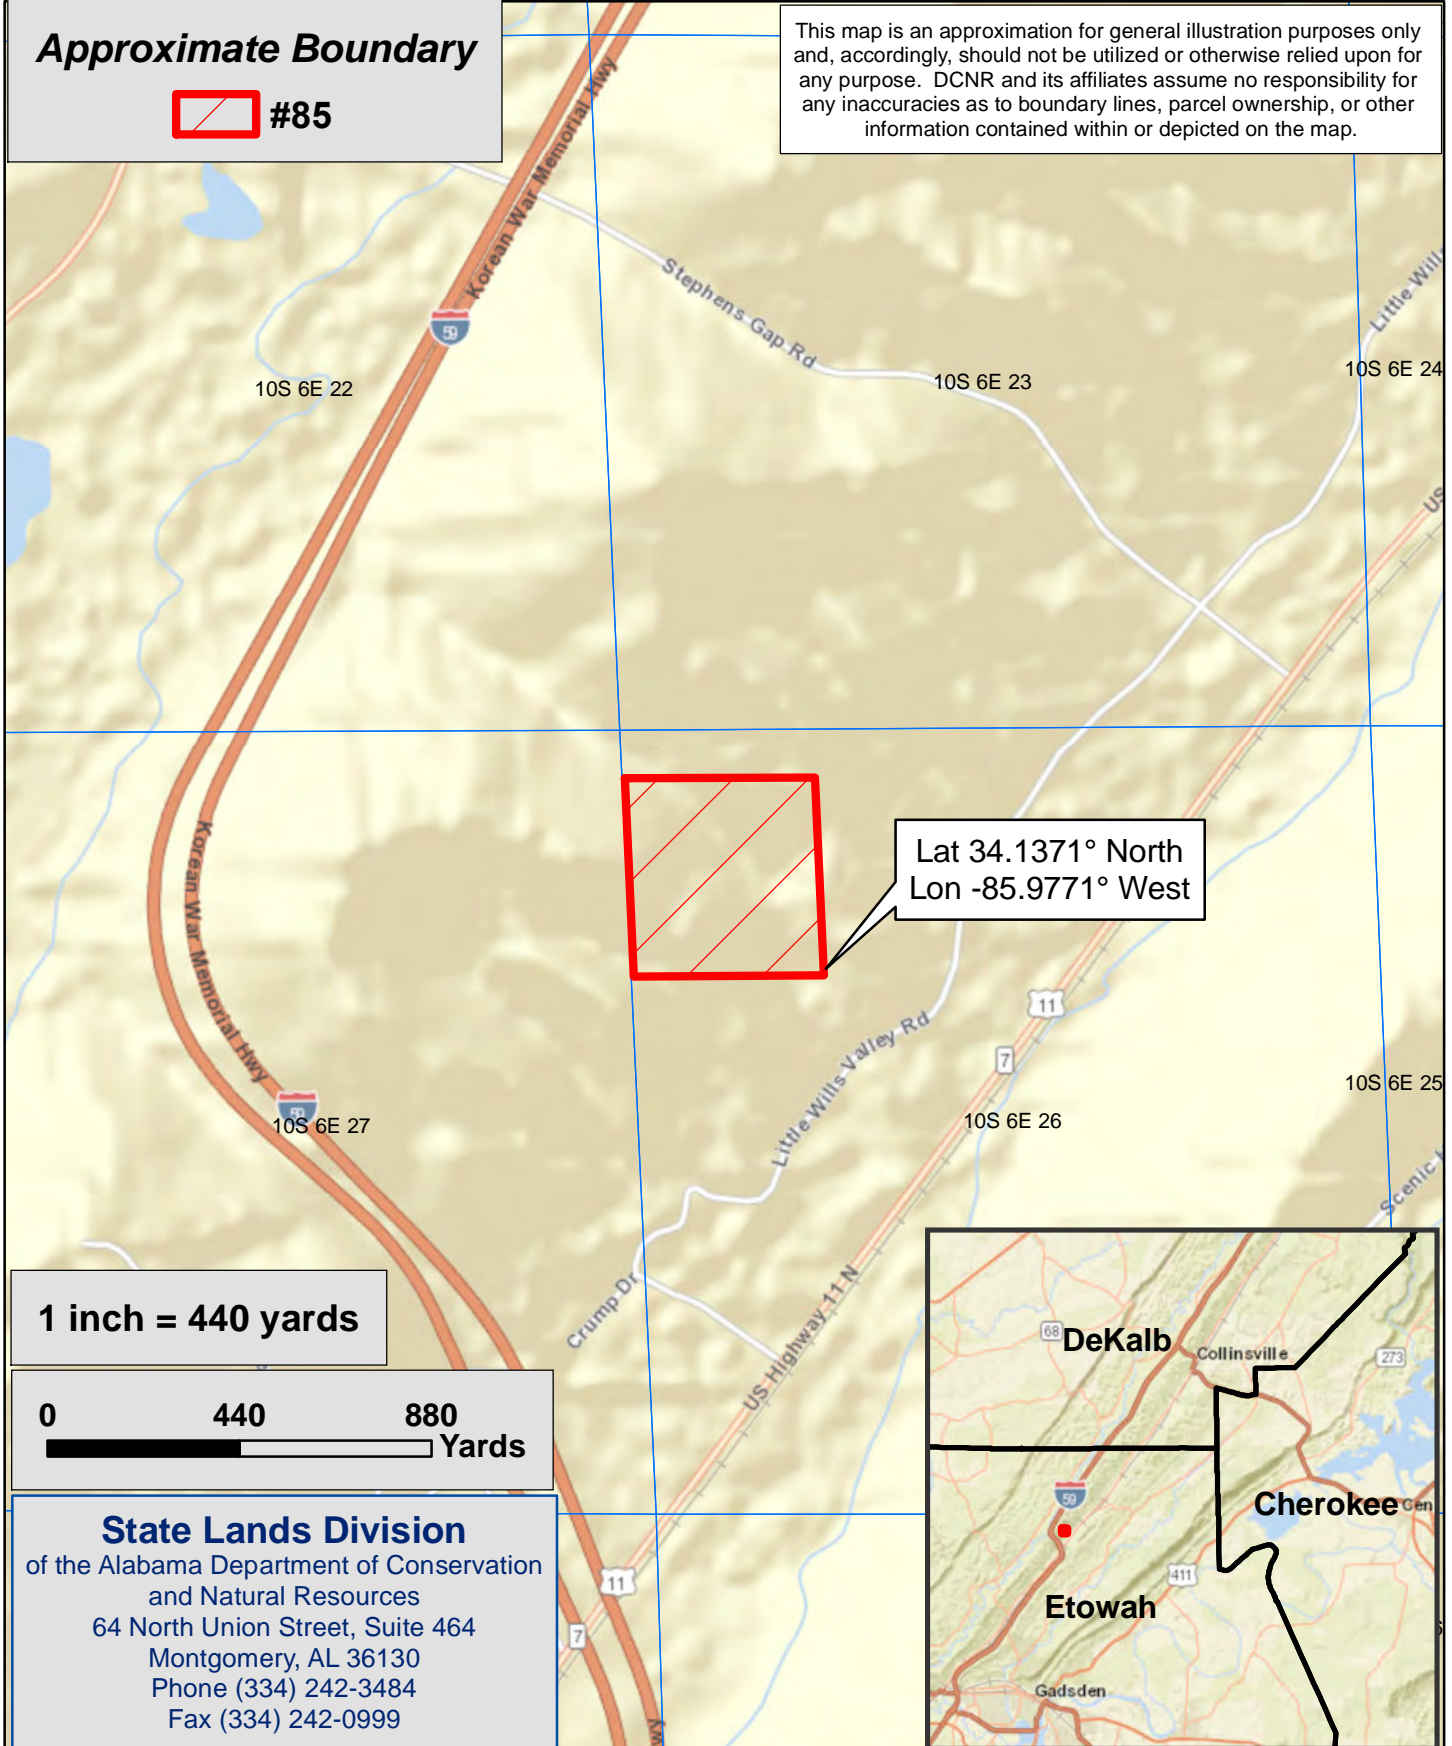 Approximate Boundary
#85
This map is an approximation for general illustration purposes only
and, accordingly, should not be utilized or otherwise relied upon for
any purpose.  DCNR and its affiliates assume no responsibility for
any inaccuracies as to boundary lines, parcel ownership, or other
information contained within or depicted on the map.
Korean War Memorial Hwy
Stephens Gap Rd
Little Wills
59
10S 6E 22
10S 6E 23
10S 6E 24
US
Lat 34.1371° North
Lon -85.9771° West
Korean War Memorial Hwy
11
7
Little Wills Valley Rd
59
10S 6E 27
10S 6E 26
10S 6E 25
Scenic
Crump Dr
US Highway 11 N
1 inch = 440 yards
0 440 880
Yards
State Lands Division
of the Alabama Department of Conservation
and Natural Resources
64 North Union Street, Suite 464
Montgomery, AL 36130
Phone (334) 242-3484
Fax (334) 242-0999
11
7
68
DeKalb
Collinsville
273
59
Cherokee
Cen
411
Etowah
Gadsden